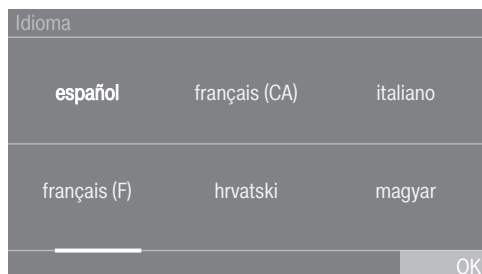 Idioma
español français (CA) italiano
français (F) hrvatski magyar
OK